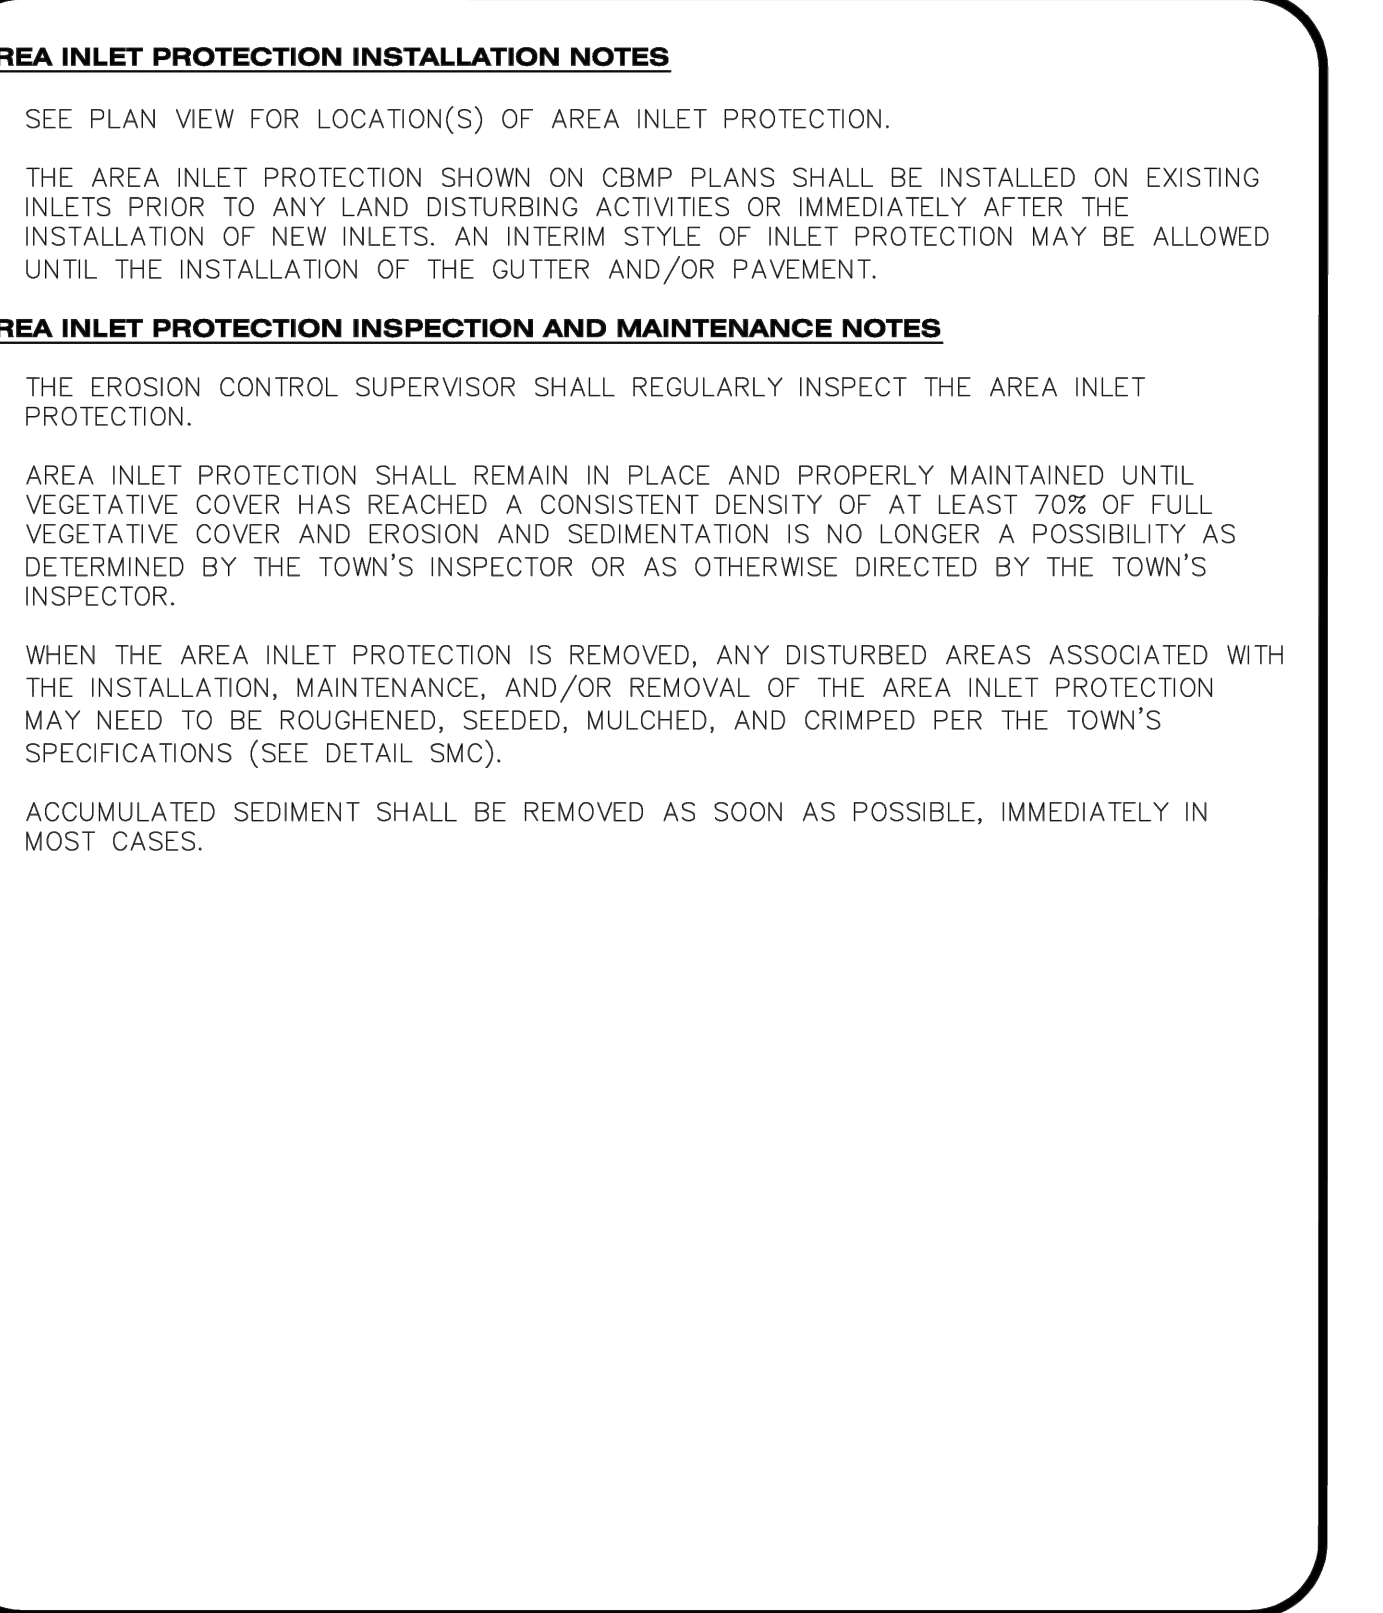 REA INLET PROTECTION INSTALLATION NOTES
SEE PLAN VIEW FOR LOCATION(S) OF AREA INLET PROTECTION.
THE AREA INLET PROTECTION SHOWN ON CBMP PLANS SHALL BE INSTALLED ON EXISTING
INLETS PRIOR TO ANY LAND DISTURBING ACTIVITIES OR IMMEDIATELY AFTER THE
INSTALLATION OF NEW INLETS. AN INTERIM STYLE OF INLET PROTECTION MAY BE ALLOWED
UNTIL THE INSTALLATION OF THE GUTTER AND/OR PAVEMENT.
REA INLET PROTECTION INSPECTION AND MAINTENANCE NOTES
THE EROSION CONTROL SUPERVISOR SHALL REGULARLY INSPECT THE AREA INLET
PROTECTION.
AREA INLET PROTECTION SHALL REMAIN IN PLACE AND PROPERLY MAINTAINED UNTIL
VEGETATIVE COVER HAS REACHED A CONSISTENT DENSITY OF AT LEAST 70% OF FULL
VEGETATIVE COVER AND EROSION AND SEDIMENTATION IS NO LONGER A POSSIBILITY AS
DETERMINED BY THE TOWN'S INSPECTOR OR AS OTHERWISE DIRECTED BY THE TOWN'S
INSPECTOR.
WHEN THE AREA INLET PROTECTION IS REMOVED, ANY DISTURBED AREAS ASSOCIATED WITH
THE INSTALLATION, MAINTENANCE, AND/OR REMOVAL OF THE AREA INLET PROTECTION
MAY NEED TO BE ROUGHENED, SEEDED, MULCHED, AND CRIMPED PER THE TOWN'S
SPECIFICATIONS (SEE DETAIL SMC).
ACCUMULATED SEDIMENT SHALL BE REMOVED AS SOON AS POSSIBLE, IMMEDIATELY IN
MOST CASES.